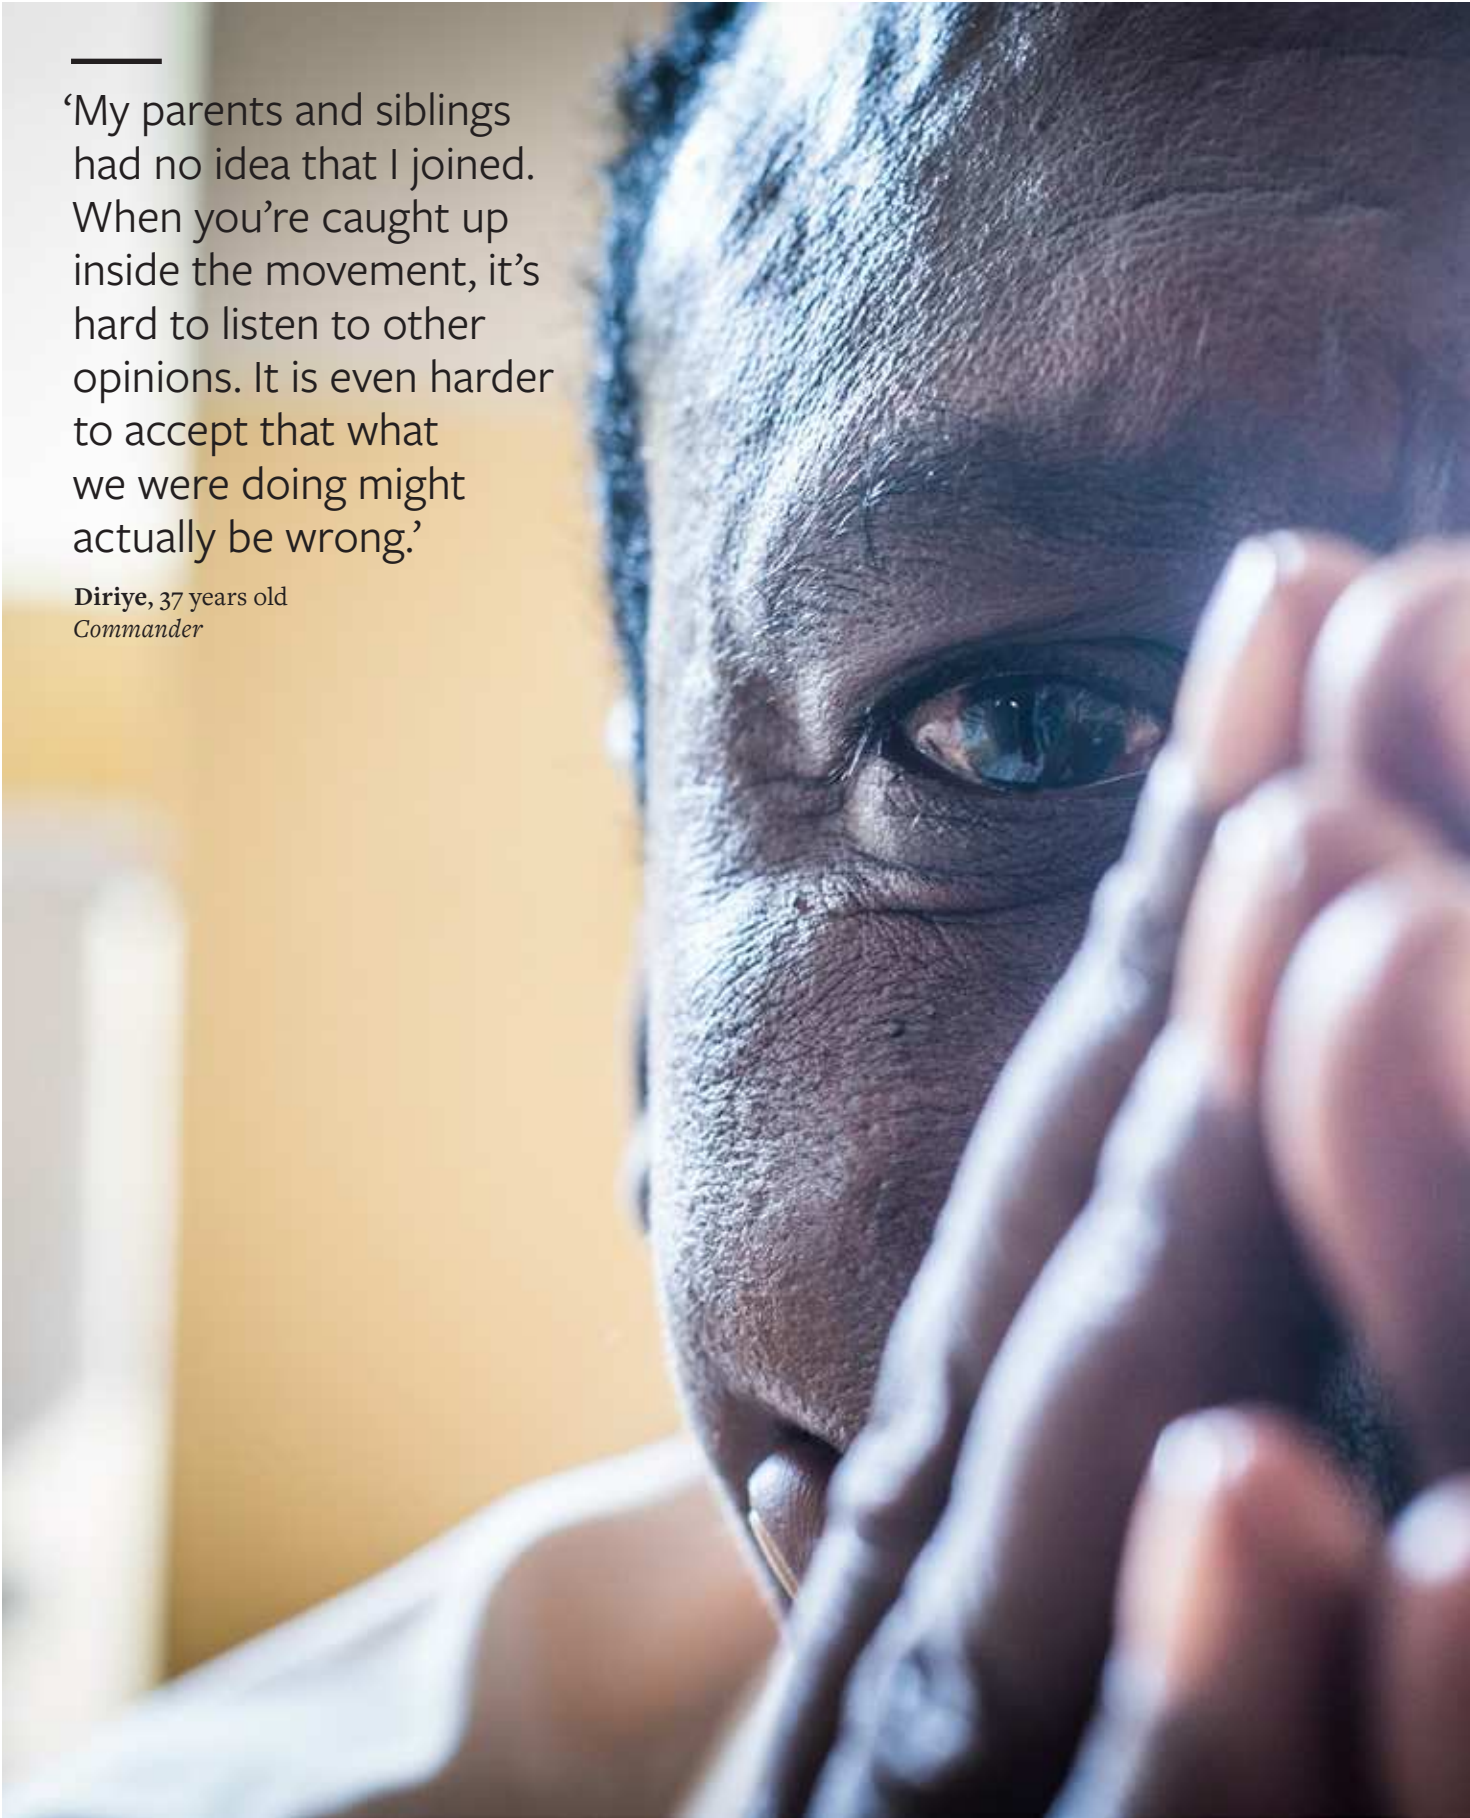 ‘My parents and siblings
had no idea that I joined.
When you’re caught up
inside the movement, it’s
hard to listen to other
opinions. It is even harder
to accept that what
we were doing might
actually be wrong.’
Diriye, 37 years old
Commander